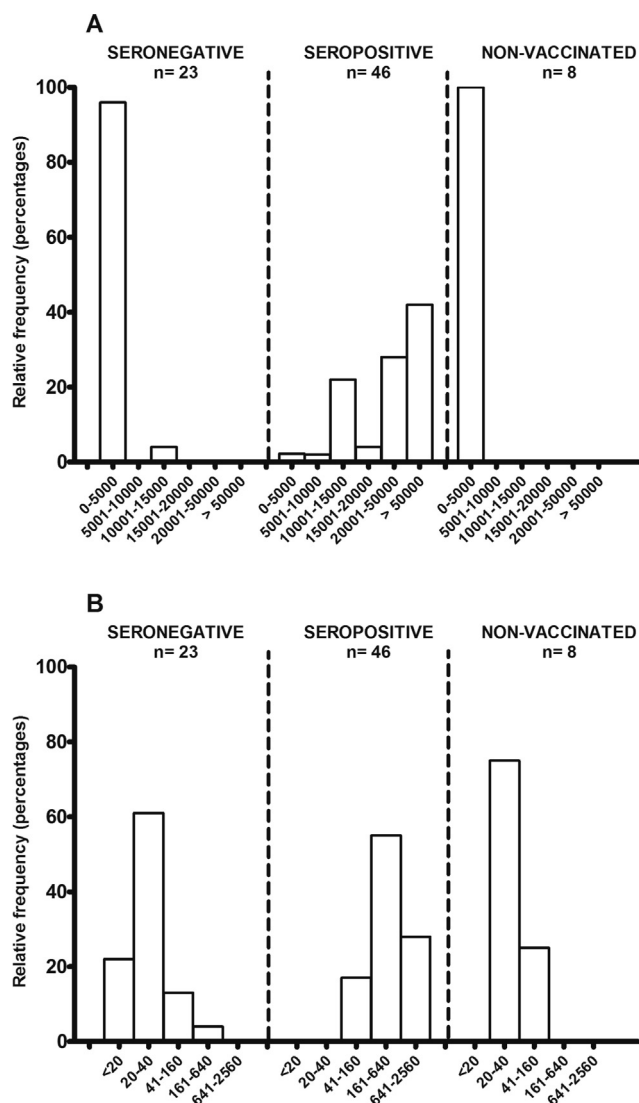 A
SERONEGATIVE SEROPOSITIVE NON-VACCINATED
n= 23 n= 46 n= 8
Relative frequency (percentages)
100
80
60
40
20
0
0-5000 5001-10000 10001-15000 15001-20000 20001-50000 > 50000 0-5000 5001-10000 10001-15000 15001-20000 20001-50000 > 50000 0-5000 5001-10000 10001-15000 15001-20000 20001-50000 > 50000
B
SERONEGATIVE SEROPOSITIVE NON-VACCINATED
n= 23 n= 46 n= 8
Relative frequency (percentages)
100
80
60
40
20
0
<20 20-40 41-160 161-640 641-2560 <20 20-40 41-160 161-640 641-2560 <20 20-40 41-160 161-640 641-2560